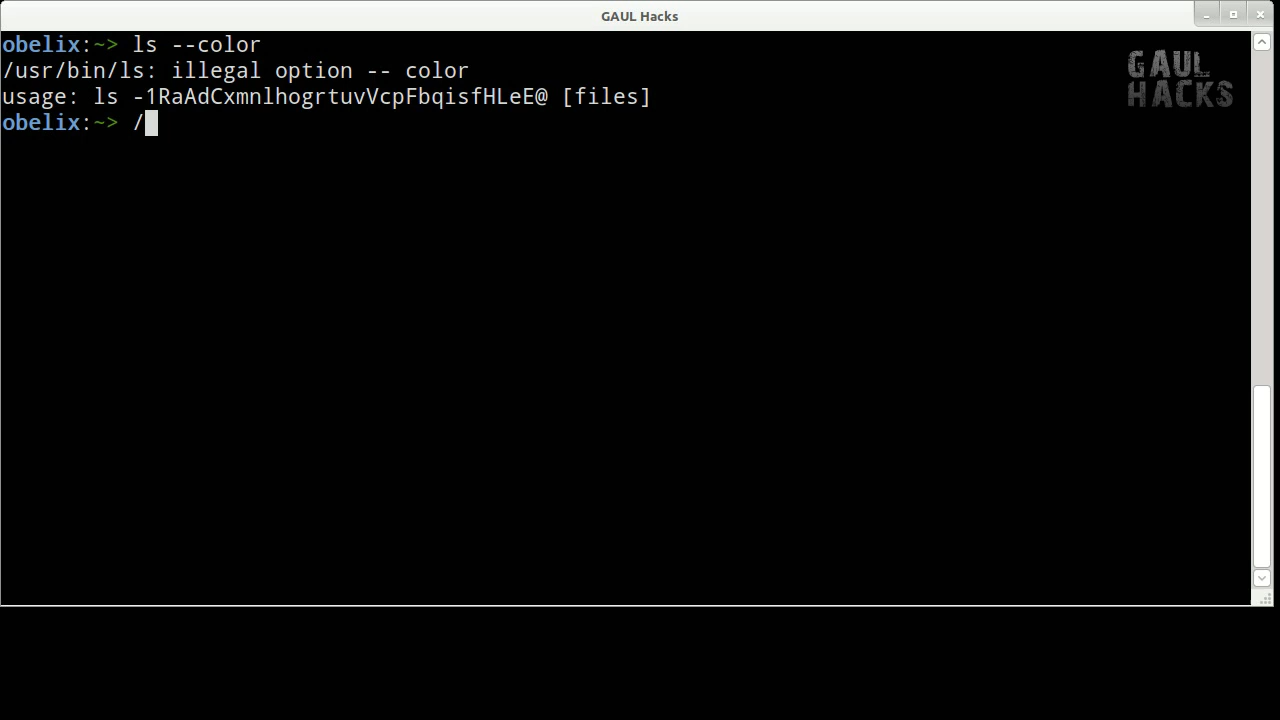 GAUL Hacks
obelix:~> ls --color
/usr/bin/ls: illegal option -- color
usage: ls -1RaAdCxmnlhogrtuvVcpFbqisfHLeE@ [files]
obelix:~> /
GAUL
HACKS